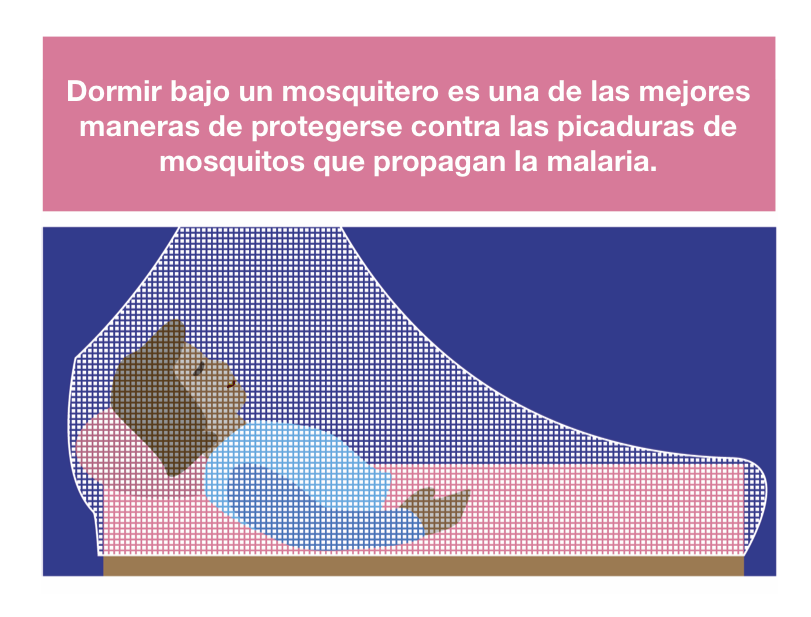 Dormir bajo un mosquitero es una de las mejores
maneras de protegerse contra las picaduras de
mosquitos que propagan la malaria.